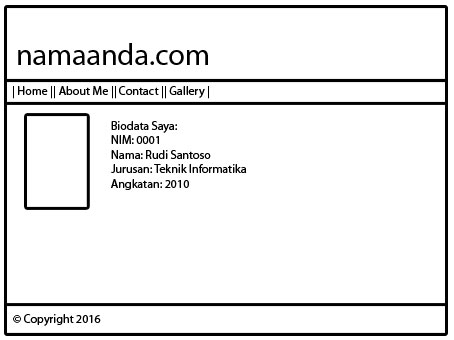 namaanda.com
| Home || About Me || Contact || Gallery |
Biodata Saya:
NIM: 0001
Nama: Rudi Santoso
Jurusan: Teknik Informatika
Angkatan: 2010
© Copyright 2016